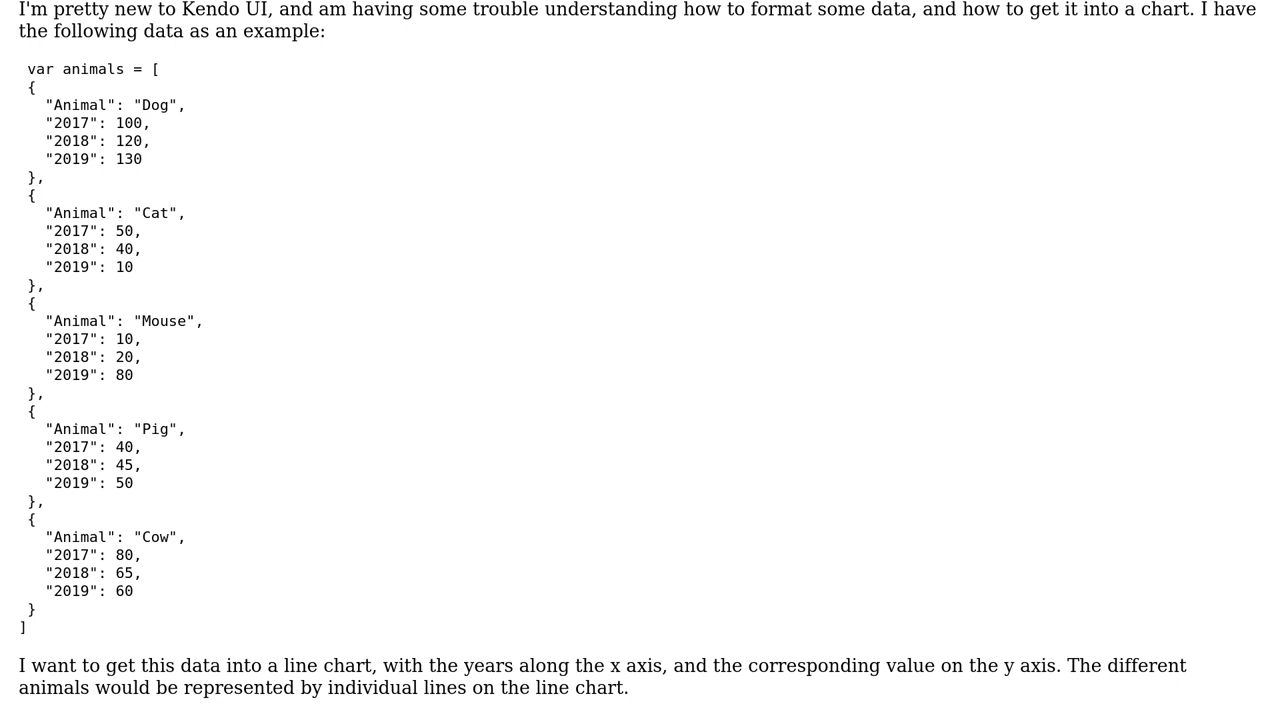 I'm pretty new to Kendo UI, and am having some trouble understanding how to format some data, and how to get it into a chart. I have
the following data as an example:
var animals = [
{
"Animal": "Dog",
"2017": 100,
"2018": 120,
"2019": 130
},
{
"Animal": "Cat",
"2017": 50,
"2018": 40,
"2019": 10
},
{
"Animal": "Mouse",
"2017": 10,
"2018": 20,
"2019": 80
},
{
"Animal": "Pig",
"2017": 40,
"2018": 45,
"2019": 50
},
{
"Animal": "Cow",
"2017": 80,
"2018": 65,
"2019": 60
}
]
I want to get this data into a line chart, with the years along the x axis, and the corresponding value on the y axis. The different
animals would be represented by individual lines on the line chart.